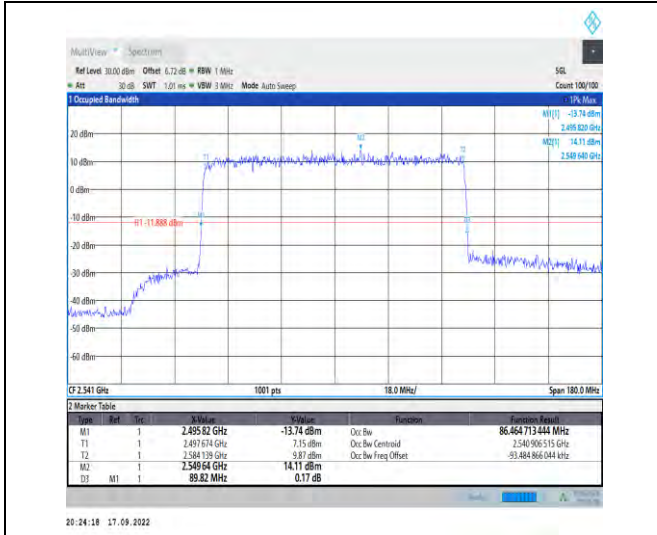 MultiView Spectrum
Ref Level 30.00 dBm Offset 6.72 dB RBW 1 MHz SGL
Att 30 dB SWT 1.01 ms VBW 3 MHz Mode Auto Sweep Count 100/100
1 Occupied Bandwidth 1Pk Max
M1[1] -13.74 dBm
2.495 820 GHz
M2[1] 14.11 dBm
2.549 640 GHz
20 dBm
M2
T1
10 dBm
0 dBm
-10 dBm
M1
H1 -11.888 dBm
-20 dBm
-30 dBm
-40 dBm
-50 dBm
-60 dBm
CF 2.541 GHz 1001 pts 18.0 MHz/ Span 180.0 MHz
2 Marker Table
Type Ref Trc X-Value Y-Value Function Function Result
M1 1 2.495 82 GHz -13.74 dBm Occ Bw 86.464 713 444 MHz
T1 1 2.497 674 GHz 7.15 dBm Occ Bw Centroid 2.540 906 515 GHz
T2 1 2.584 139 GHz 9.87 dBm Occ Bw Freq Offset -93.484 866 044 kHz
M2 1 2.549 64 GHz 14.11 dBm
D3 M1 1 89.82 MHz 0.17 dB
20:24:18 17.09.2022